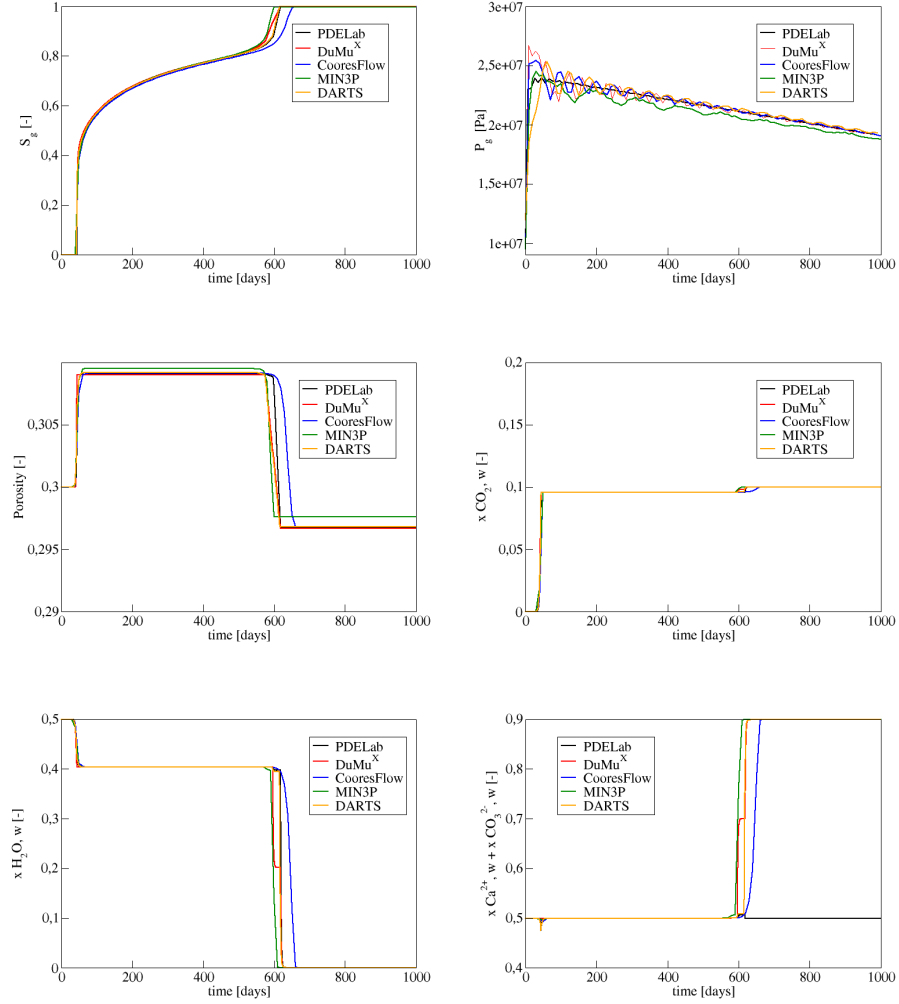 1
0,8
0,6
0,4
0,2
0
S_g [-]
0 200 400 600 800 1000
time [days]
PDELab
DuMu^X
CooresFlow
MIN3P
DARTS
2,5e+07
2e+07
1,5e+07
1e+07
P_g [Pa]
0 200 400 600 800 1000
time [days]
PDELab
DuMu^X
CooresFlow
MIN3P
DARTS
0,305
0,3
0,295
0,29
Porosity [-]
0 200 400 600 800 1000
time [days]
PDELab
DuMu^X
CooresFlow
MIN3P
DARTS
0,2
0,15
0,1
0,05
0
x CO_2, w [-]
0 200 400 600 800 1000
time [days]
PDELab
DuMu^X
CooresFlow
MIN3P
DARTS
0,5
0,4
0,3
0,2
0,1
0
x H_2O, w [-]
0 200 400 600 800 1000
time [days]
PDELab
DuMu^X
CooresFlow
MIN3P
DARTS
0,9
0,8
0,7
0,6
0,5
0,4
x Ca^2+, w + x CO_3^2-, w [-]
0 200 400 600 800 1000
time [days]
PDELab
DuMu^X
CooresFlow
MIN3P
DARTS